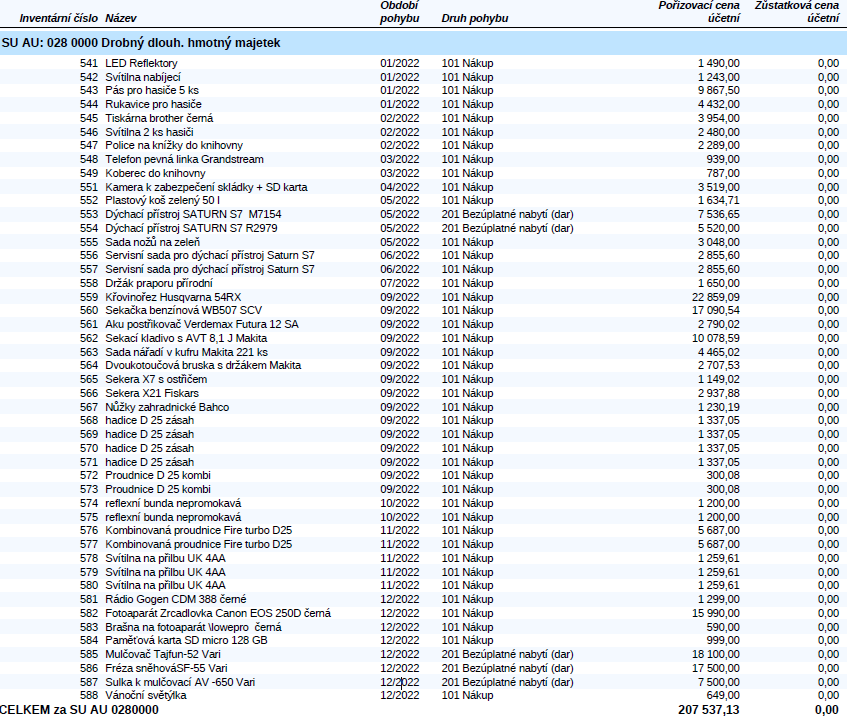 Inventární číslo Název Období pohybu Druh pohybu Pořizovací cena účetní Zůstatková cena účetní
SU AU: 028 0000 Drobný dlouh. hmotný majetek
541 LED Reflektory 01/2022 101 Nákup 1 490,00 0,00
542 Svítilna nabíjecí 01/2022 101 Nákup 1 243,00 0,00
543 Pás pro hasiče 5 ks 01/2022 101 Nákup 9 867,50 0,00
544 Rukavice pro hasiče 01/2022 101 Nákup 4 432,00 0,00
545 Tiskárna brother černá 02/2022 101 Nákup 3 954,00 0,00
546 Svítilna 2 ks hasiči 02/2022 101 Nákup 2 480,00 0,00
547 Police na knížky do knihovny 02/2022 101 Nákup 2 289,00 0,00
548 Telefon pevná linka Grandstream 03/2022 101 Nákup 939,00 0,00
549 Koberec do knihovny 03/2022 101 Nákup 787,00 0,00
551 Kamera k zabezpečení skládky + SD karta 04/2022 101 Nákup 3 519,00 0,00
552 Plastový koš zelený 50 l 05/2022 101 Nákup 1 634,71 0,00
553 Dýchací přístroj SATURN S7 M7154 05/2022 201 Bezúplatné nabytí (dar) 7 536,65 0,00
554 Dýchací přístroj SATURN S7 R2979 05/2022 201 Bezúplatné nabytí (dar) 5 520,00 0,00
555 Sada nožů na zeleň 05/2022 101 Nákup 3 048,00 0,00
556 Servisní sada pro dýchací přístroj Saturn S7 06/2022 101 Nákup 2 855,60 0,00
557 Servisní sada pro dýchací přístroj Saturn S7 06/2022 101 Nákup 2 855,60 0,00
558 Držák praporu přírodní 07/2022 101 Nákup 1 650,00 0,00
559 Křovinořez Husqvarna 54RX 09/2022 101 Nákup 22 859,09 0,00
560 Sekačka benzínová WB507 SCV 09/2022 101 Nákup 17 090,54 0,00
561 Aku postřikovač Verdemax Futura 12 SA 09/2022 101 Nákup 2 790,02 0,00
562 Sekací kladivo s AVT 8,1 J Makita 09/2022 101 Nákup 10 078,59 0,00
563 Sada nářadí v kufru Makita 221 ks 09/2022 101 Nákup 4 465,02 0,00
564 Dvoukotoučová bruska s držákem Makita 09/2022 101 Nákup 2 707,53 0,00
565 Sekera X7 s ostřičem 09/2022 101 Nákup 1 149,02 0,00
566 Sekera X21 Fiskars 09/2022 101 Nákup 2 937,88 0,00
567 Nůžky zahradnické Bahco 09/2022 101 Nákup 1 230,19 0,00
568 hadice D 25 zásah 09/2022 101 Nákup 1 337,05 0,00
569 hadice D 25 zásah 09/2022 101 Nákup 1 337,05 0,00
570 hadice D 25 zásah 09/2022 101 Nákup 1 337,05 0,00
571 hadice D 25 zásah 09/2022 101 Nákup 1 337,05 0,00
572 Proudnice D 25 kombi 09/2022 101 Nákup 300,08 0,00
573 Proudnice D 25 kombi 09/2022 101 Nákup 300,08 0,00
574 reflexní bunda nepromokavá 10/2022 101 Nákup 1 200,00 0,00
575 reflexní bunda nepromokavá 10/2022 101 Nákup 1 200,00 0,00
576 Kombinovaná proudnice Fire turbo D25 11/2022 101 Nákup 5 687,00 0,00
577 Kombinovaná proudnice Fire turbo D25 11/2022 101 Nákup 5 687,00 0,00
578 Svítilna na přilbu UK 4AA 11/2022 101 Nákup 1 259,61 0,00
579 Svítilna na přilbu UK 4AA 11/2022 101 Nákup 1 259,61 0,00
580 Svítilna na přilbu UK 4AA 11/2022 101 Nákup 1 259,61 0,00
581 Rádio Gogen CDM 388 černé 12/2022 101 Nákup 1 299,00 0,00
582 Fotoaparát Zrcadlovka Canon EOS 250D černá 12/2022 101 Nákup 15 990,00 0,00
583 Brašna na fotoaparát \lowepro černá 12/2022 101 Nákup 590,00 0,00
584 Paměťová karta SD micro 128 GB 12/2022 101 Nákup 999,00 0,00
585 Mulčovač Tajfun-52 Vari 12/2022 201 Bezúplatné nabytí (dar) 18 100,00 0,00
586 Fréza sněhováSF-55 Vari 12/2022 201 Bezúplatné nabytí (dar) 17 500,00 0,00
587 Sulka k mulčovací AV -650 Vari 12/2022 201 Bezúplatné nabytí (dar) 7 500,00 0,00
588 Vánoční světýlka 12/2022 101 Nákup 649,00 0,00
CELKEM za SU AU 0280000 207 537,13 0,00